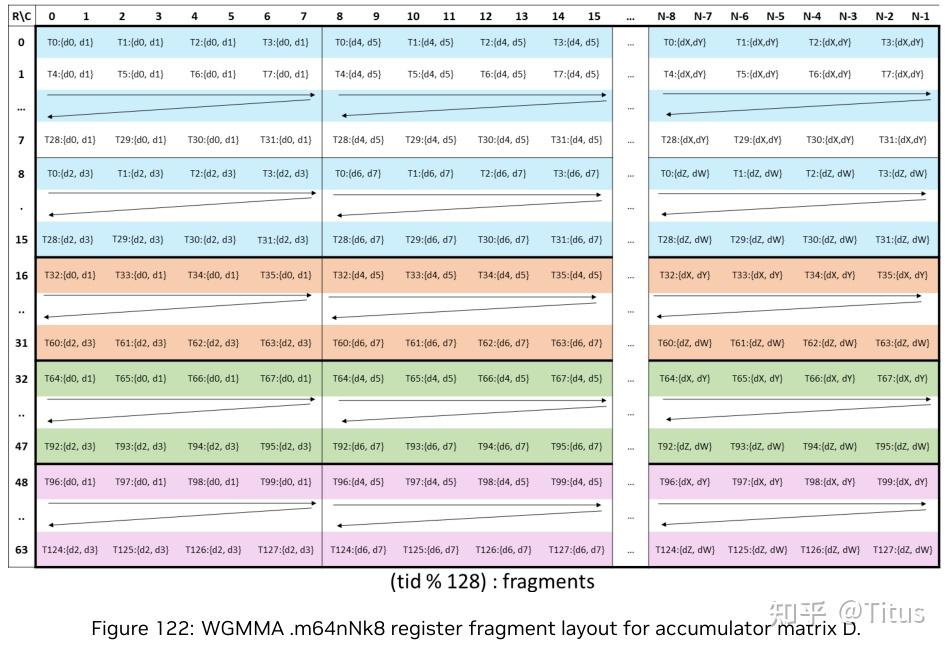 R\C 0 1 2 3 4 5 6 7 8 9 10 11 12 13 14 15 ... N-8 N-7 N-6 N-5 N-4 N-3 N-2 N-1
0 T0:{d0, d1} T1:{d0, d1} T2:{d0, d1} T3:{d0, d1} T0:{d4, d5} T1:{d4, d5} T2:{d4, d5} T3:{d4, d5} ... T0:{dX,dY} T1:{dX,dY} T2:{dX,dY} T3:{dX,dY}
1 T4:{d0, d1} T5:{d0, d1} T6:{d0, d1} T7:{d0, d1} T4:{d4, d5} T5:{d4, d5} T6:{d4, d5} T7:{d4, d5} ... T4:{dX,dY} T5:{dX,dY} T6:{dX,dY} T7:{dX,dY}
... ...
7 T28:{d0, d1} T29:{d0, d1} T30:{d0, d1} T31:{d0, d1} T28:{d4, d5} T29:{d4, d5} T30:{d4, d5} T31:{d4, d5} ... T28:{dX,dY} T29:{dX,dY} T30:{dX,dY} T31:{dX,dY}
8 T0:{d2, d3} T1:{d2, d3} T2:{d2, d3} T3:{d2, d3} T0:{d6, d7} T1:{d6, d7} T2:{d6, d7} T3:{d6, d7} ... T0:{dZ, dW} T1:{dZ, dW} T2:{dZ, dW} T3:{dZ, dW}
. ...
15 T28:{d2, d3} T29:{d2, d3} T30:{d2, d3} T31:{d2, d3} T28:{d6, d7} T29:{d6, d7} T30:{d6, d7} T31:{d6, d7} ... T28:{dZ, dW} T29:{dZ, dW} T30:{dZ, dW} T31:{dZ, dW}
16 T32:{d0, d1} T33:{d0, d1} T34:{d0, d1} T35:{d0, d1} T32:{d4, d5} T33:{d4, d5} T34:{d4, d5} T35:{d4, d5} ... T32:{dX, dY} T33:{dX, dY} T34:{dX, dY} T35:{dX, dY}
.. ...
31 T60:{d2, d3} T61:{d2, d3} T62:{d2, d3} T63:{d2, d3} T60:{d6, d7} T61:{d6, d7} T62:{d6, d7} T63:{d6, d7} ... T60:{dZ, dW} T61:{dZ, dW} T62:{dZ, dW} T63:{dZ, dW}
32 T64:{d0, d1} T65:{d0, d1} T66:{d0, d1} T67:{d0, d1} T64:{d4, d5} T65:{d4, d5} T66:{d4, d5} T67:{d4, d5} ... T64:{dX, dY} T65:{dX, dY} T66:{dX, dY} T67:{dX, dY}
.. ...
47 T92:{d2, d3} T93:{d2, d3} T94:{d2, d3} T95:{d2, d3} T92:{d6, d7} T93:{d6, d7} T94:{d6, d7} T95:{d6, d7} ... T92:{dZ, dW} T93:{dZ, dW} T94:{dZ, dW} T95:{dZ, dW}
48 T96:{d0, d1} T97:{d0, d1} T98:{d0, d1} T99:{d0, d1} T96:{d4, d5} T97:{d4, d5} T98:{d4, d5} T99:{d4, d5} ... T96:{dX, dY} T97:{dX, dY} T98:{dX, dY} T99:{dX, dY}
.. ...
63 T124:{d2, d3} T125:{d2, d3} T126:{d2, d3} T127:{d2, d3} T124:{d6, d7} T125:{d6, d7} T126:{d6, d7} T127:{d6, d7} ... T124:{dZ, dW} T125:{dZ, dW} T126:{dZ, dW} T127:{dZ, dW}
(tid % 128) : fragments
知乎 @Titus
Figure 122: WGMMA .m64nNk8 register fragment layout for accumulator matrix D.